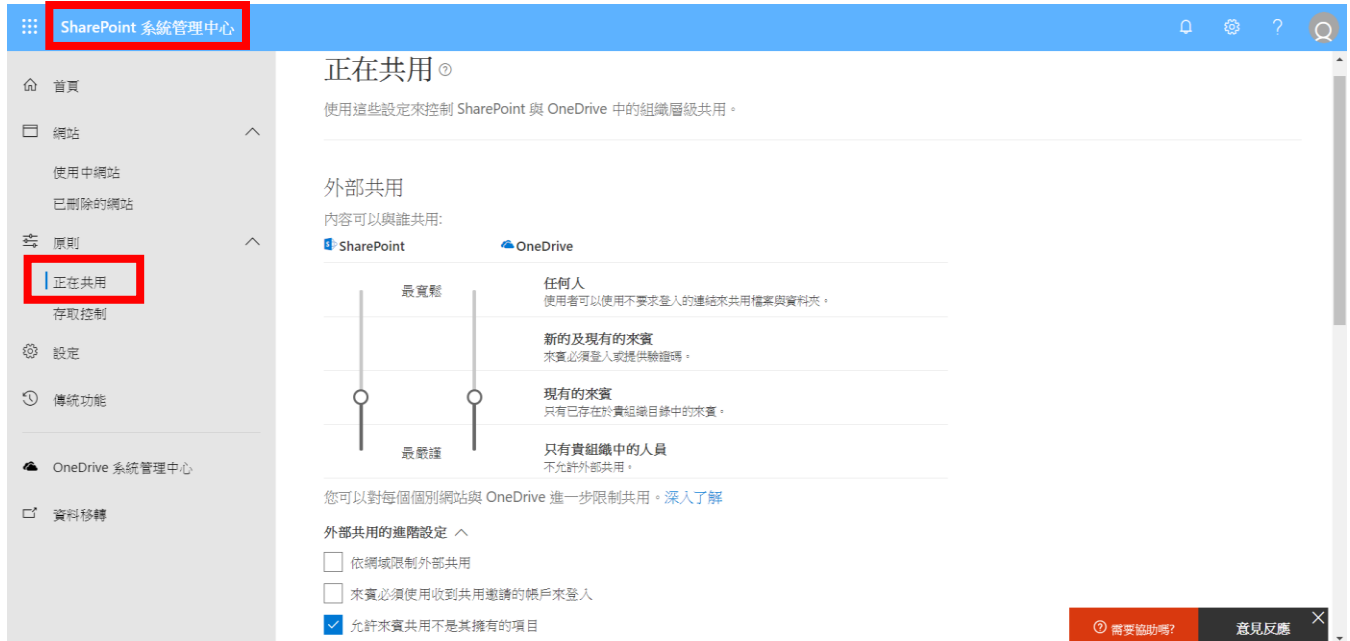 SharePoint 系統管理中心
首頁
網站
使用中網站
已刪除的網站
原則
正在共用
存取控制
設定
傳統功能
OneDrive 系統管理中心
資料移轉
正在共用
使用這些設定來控制 SharePoint 與 OneDrive 中的組織層級共用。
外部共用
內容可以與誰共用:
SharePoint
OneDrive
最寬鬆
任何人
使用者可以使用不要求登入的連結來共用檔案與資料夾。
新的及現有的來賓
來賓必須登入或提供驗證碼。
現有的來賓
只有已存在於貴組織目錄中的來賓。
最嚴謹
只有貴組織中的人員
不允許外部共用。
您可以對每個個別網站與 OneDrive 進一步限制共用。深入了解
外部共用的進階設定
依網域限制外部共用
來賓必須使用收到共用邀請的帳戶來登入
允許來賓共用不是其擁有的項目
需要協助嗎?
意見反應